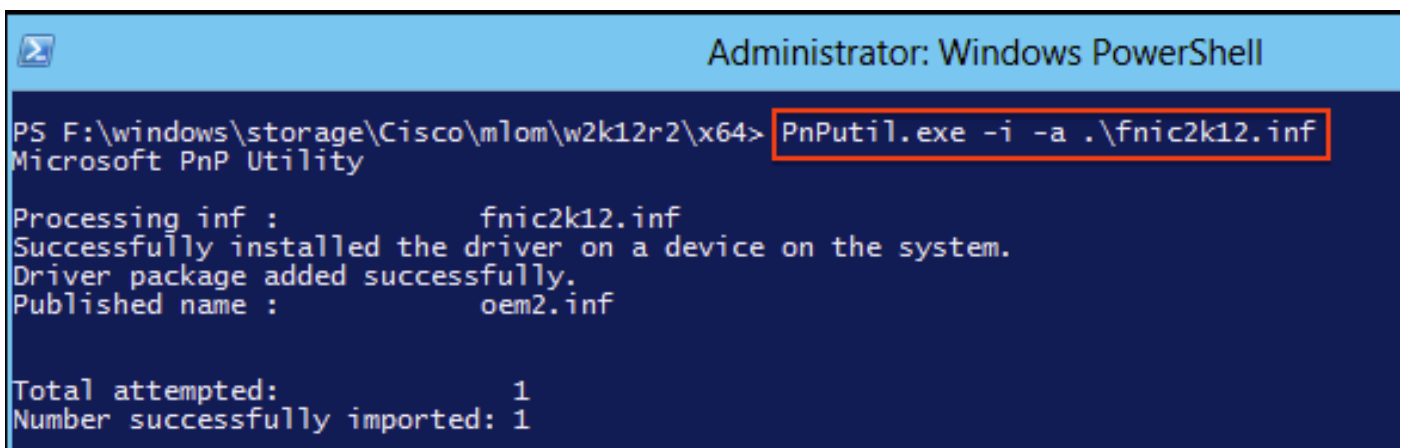 Administrator: Windows PowerShell
PS F:\windows\storage\Cisco\mlom\w2k12r2\x64> PnPutil.exe -i -a .\fnic2k12.inf
Microsoft PnP Utility
Processing inf : fnic2k12.inf
Successfully installed the driver on a device on the system.
Driver package added successfully.
Published name : oem2.inf
Total attempted: 1
Number successfully imported: 1